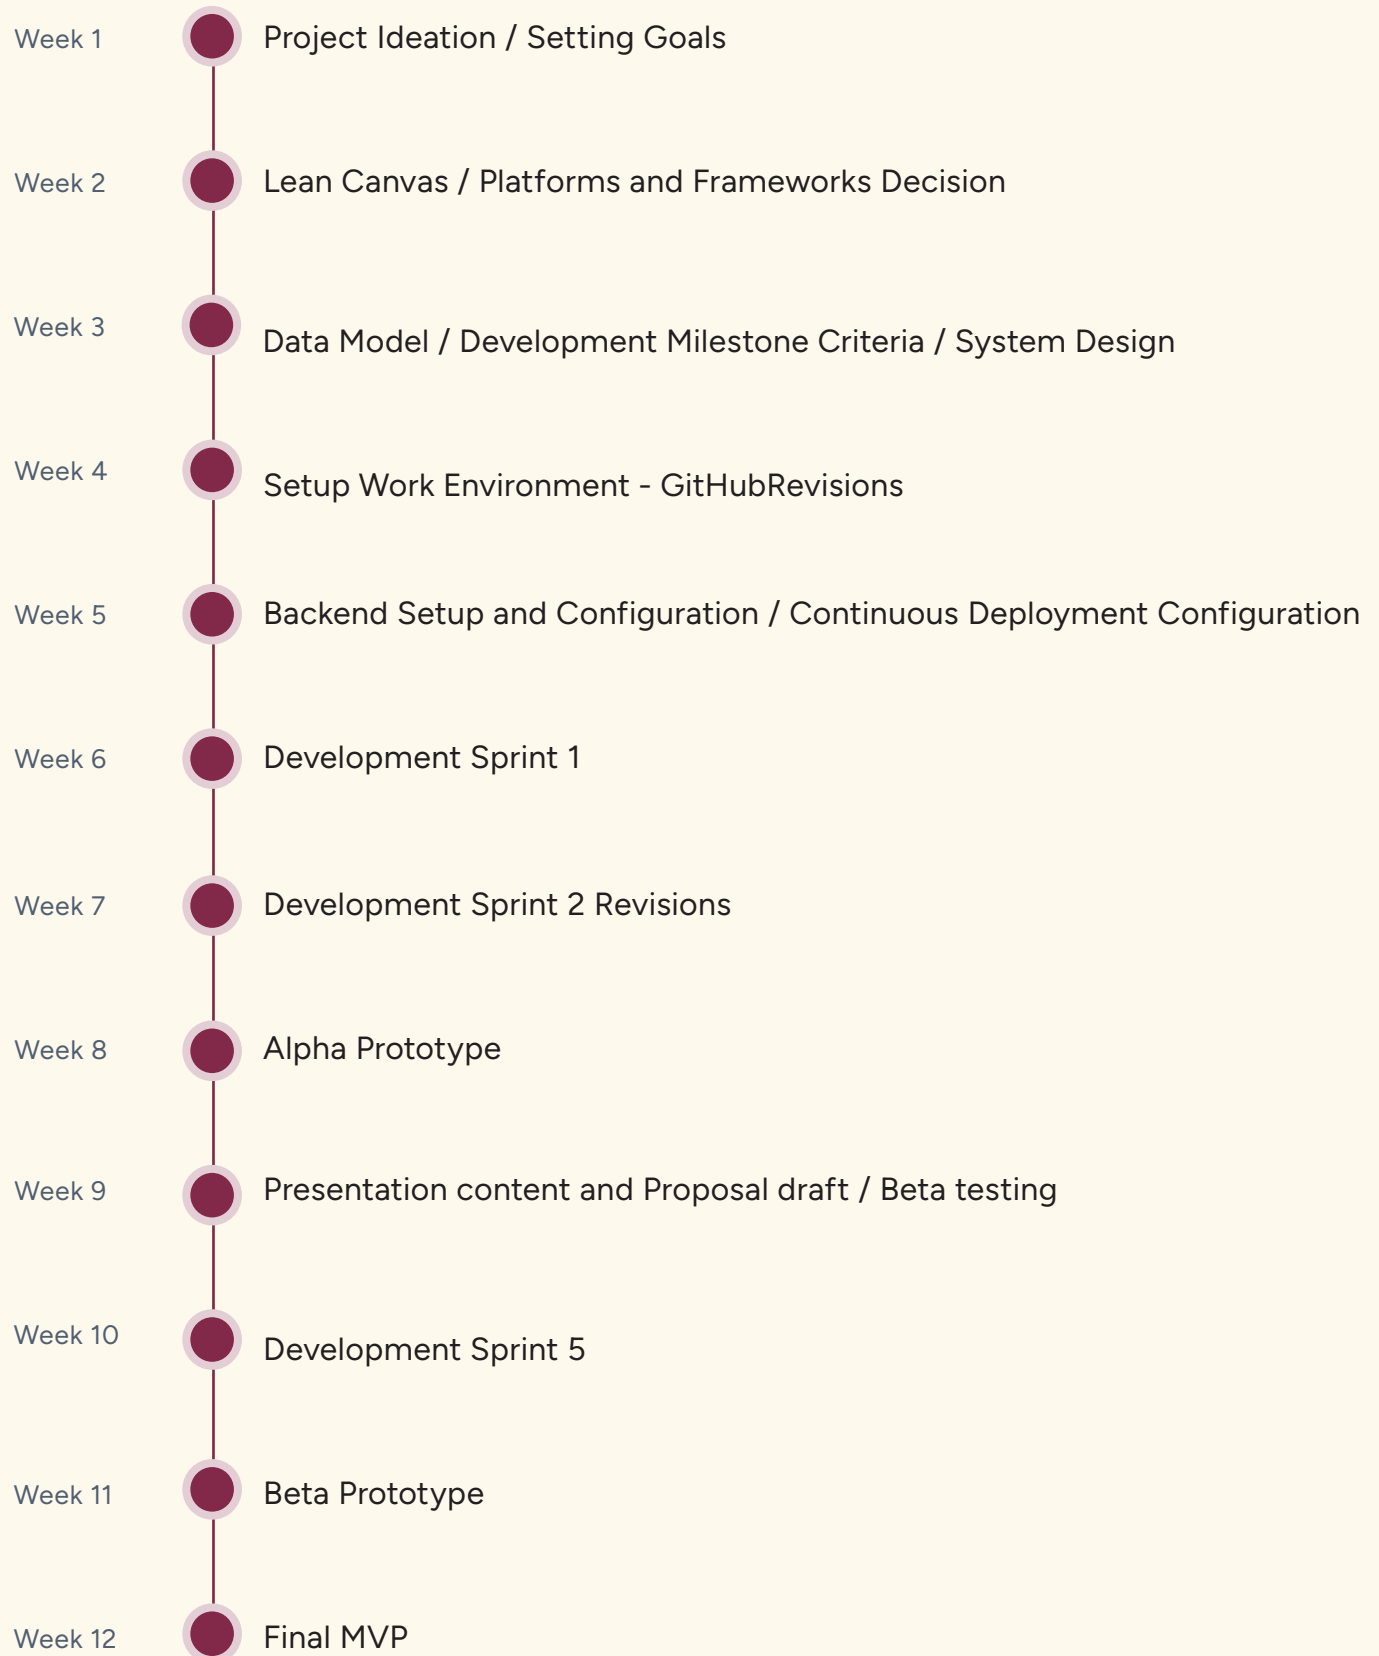 Week 1 Project Ideation / Setting Goals
Week 2 Lean Canvas / Platforms and Frameworks Decision
Week 3 Data Model / Development Milestone Criteria / System Design
Week 4 Setup Work Environment - GitHubRevisions
Week 5 Backend Setup and Configuration / Continuous Deployment Configuration
Week 6 Development Sprint 1
Week 7 Development Sprint 2 Revisions
Week 8 Alpha Prototype
Week 9 Presentation content and Proposal draft / Beta testing
Week 10 Development Sprint 5
Week 11 Beta Prototype
Week 12 Final MVP